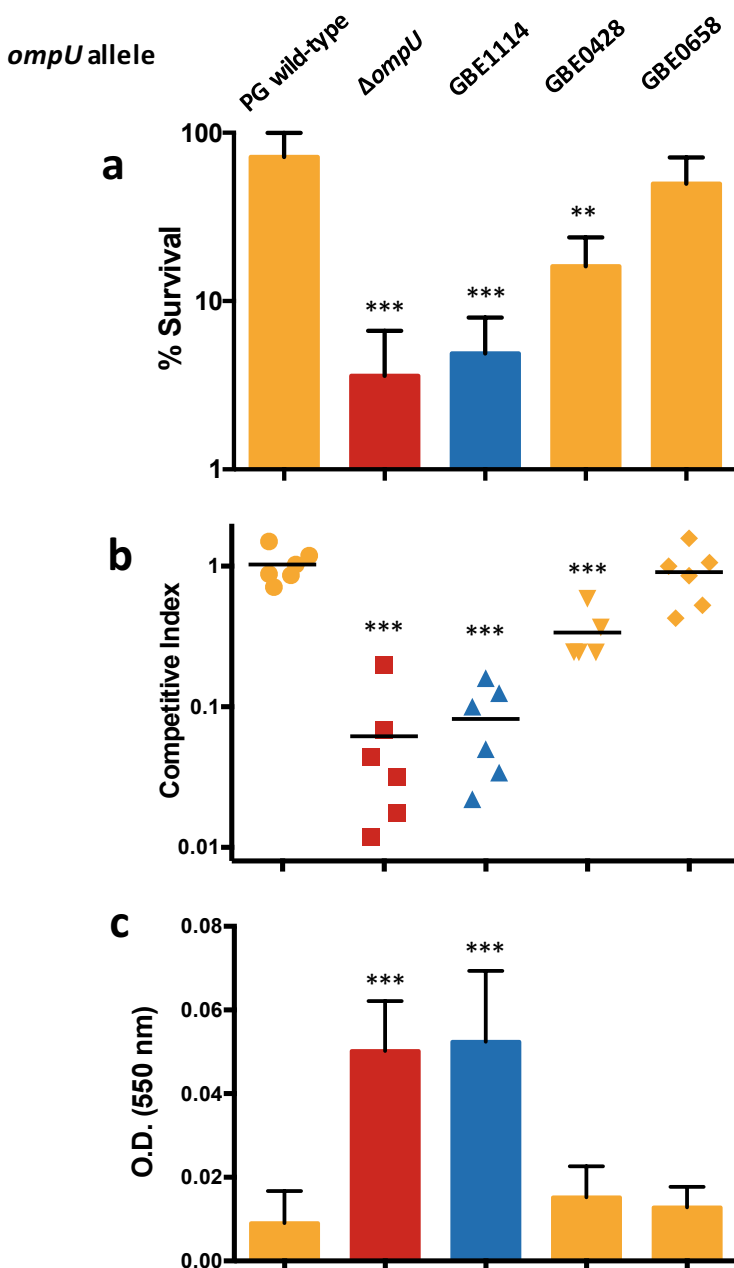 ompU allele
PG wild-type
ΔompU
GBE1114
GBE0428
GBE0658
a
% Survival
100
10
1
***
***
**
b
Competitive Index
1
0.1
0.01
***
***
***
c
O.D. (550 nm)
0.08
0.06
0.04
0.02
0.00
***
***